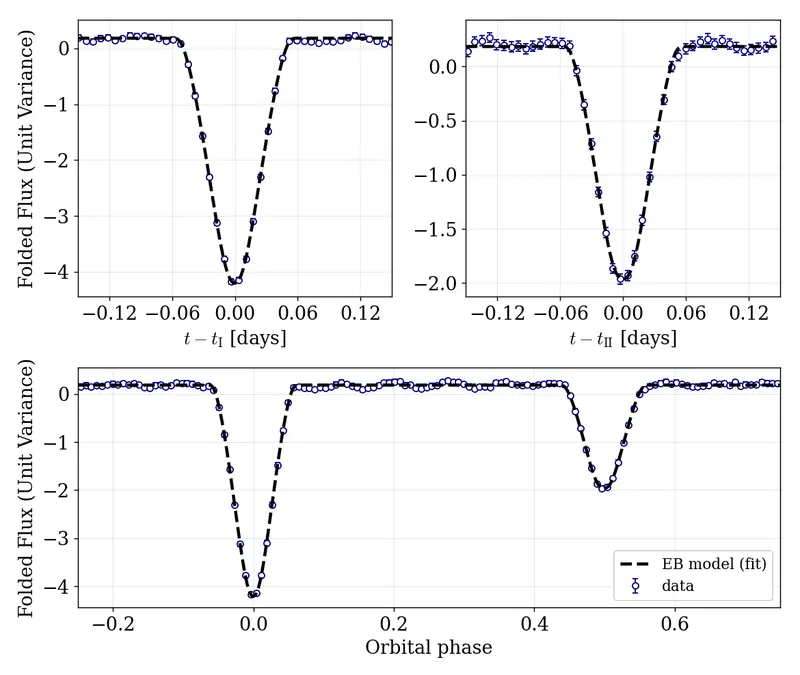 Folded Flux (Unit Variance)
0
−1
−2
−3
−4
−0.12 −0.06 0.00 0.06 0.12
t − t_I [days]
0.0
−0.5
−1.0
−1.5
−2.0
−0.12 −0.06 0.00 0.06 0.12
t − t_II [days]
Folded Flux (Unit Variance)
0
−1
−2
−3
−4
EB model (fit)
data
−0.2 0.0 0.2 0.4 0.6
Orbital phase